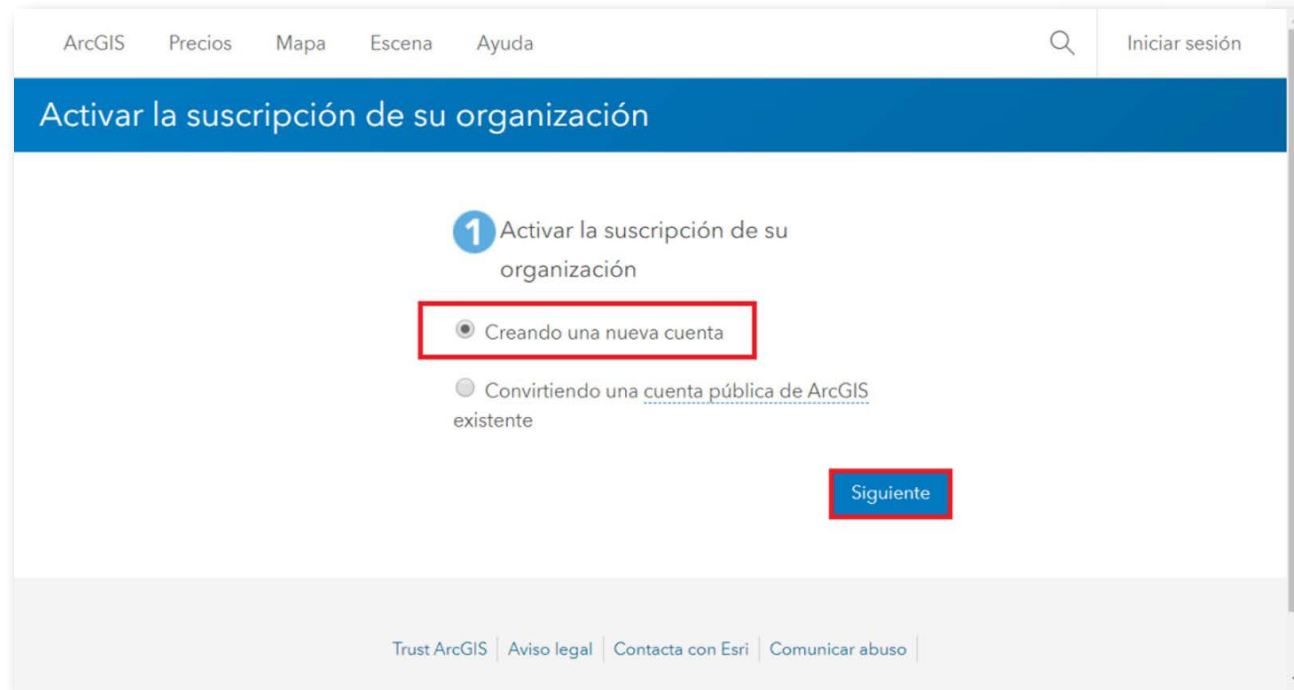 ArcGIS Precios Mapa Escena Ayuda Iniciar sesión
Activar la suscripción de su organización
1 Activar la suscripción de su
organización
Creando una nueva cuenta
Convirtiendo una cuenta pública de ArcGIS
existente
Siguiente
Trust ArcGIS Aviso legal Contacta con Esri Comunicar abuso